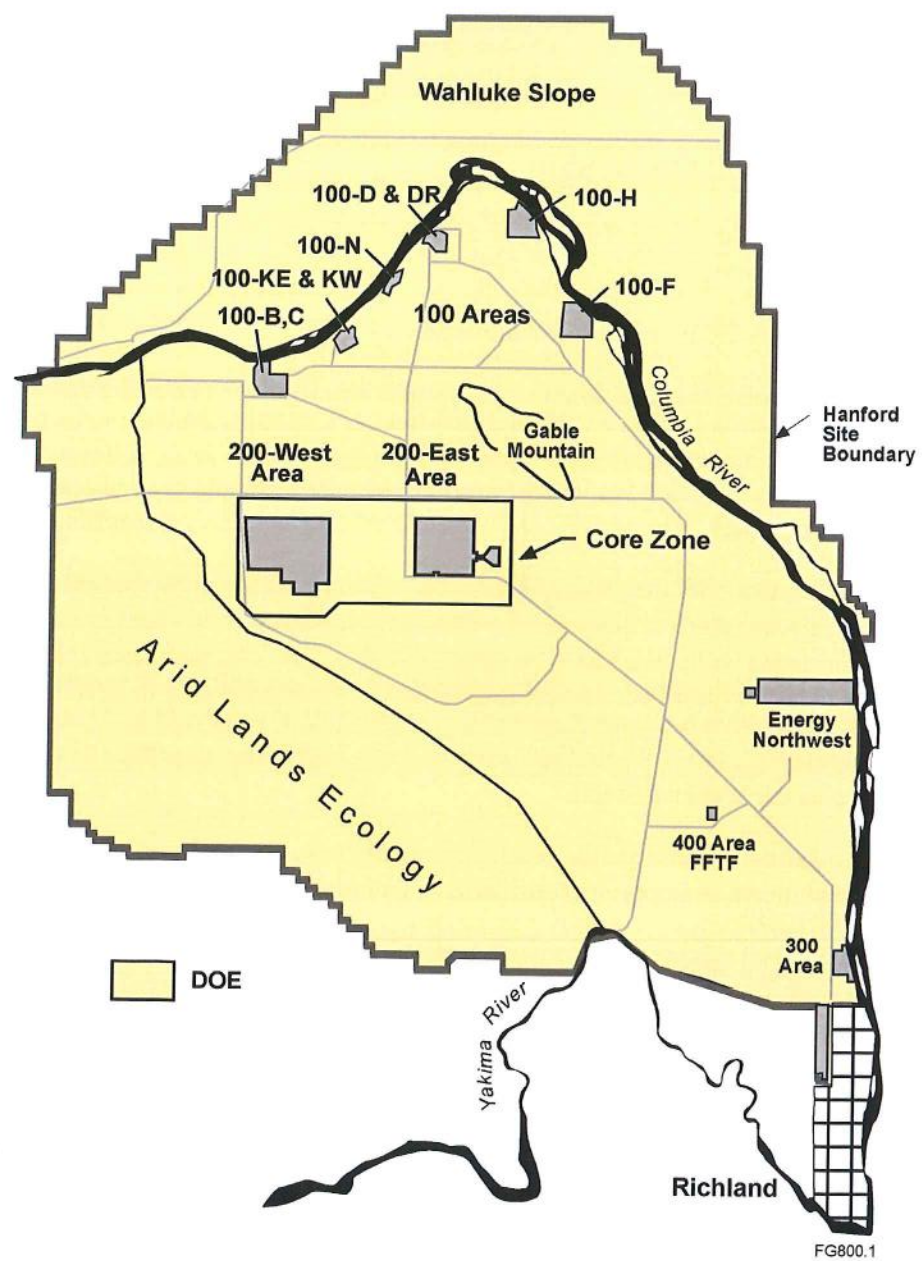 Wahluke Slope
100-D & DR
100-H
100-N
100-KE & KW
100-F
100-B,C
100 Areas
Columbia River
Gable
Mountain
Hanford
Site
Boundary
200-West
Area
200-East
Area
Core Zone
Arid Lands Ecology
Energy
Northwest
400 Area
FFTF
300
Area
DOE
Yakima River
Richland
FG800.1